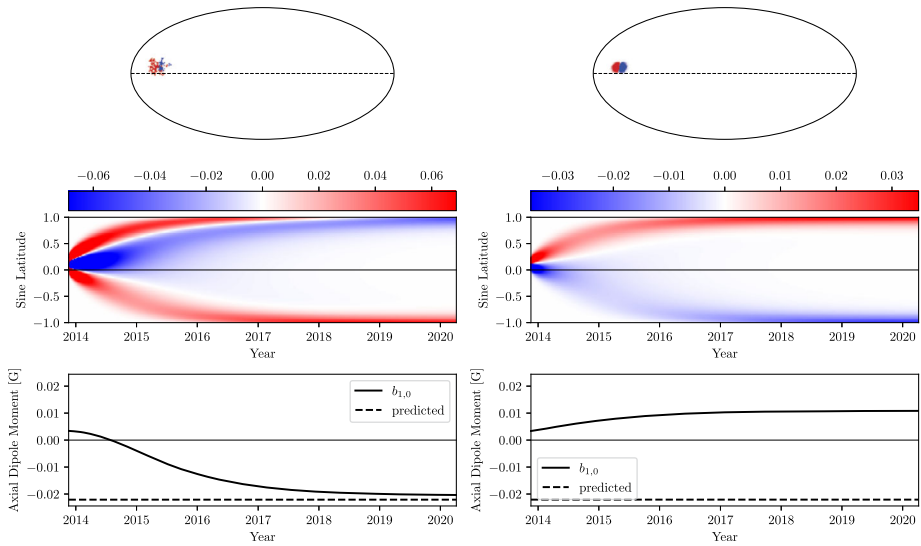 −0.06 −0.04 −0.02 0.00 0.02 0.04 0.06
−0.03 −0.02 −0.01 0.00 0.01 0.02 0.03
1.0
0.5
0.0
−0.5
−1.0
Sine Latitude
2014 2015 2016 2017 2018 2019 2020
Year
1.0
0.5
0.0
−0.5
−1.0
Sine Latitude
2014 2015 2016 2017 2018 2019 2020
Year
0.02
0.01
0.00
−0.01
−0.02
Axial Dipole Moment [G]
b1,0
predicted
2014 2015 2016 2017 2018 2019 2020
Year
0.02
0.01
0.00
−0.01
−0.02
Axial Dipole Moment [G]
b1,0
predicted
2014 2015 2016 2017 2018 2019 2020
Year